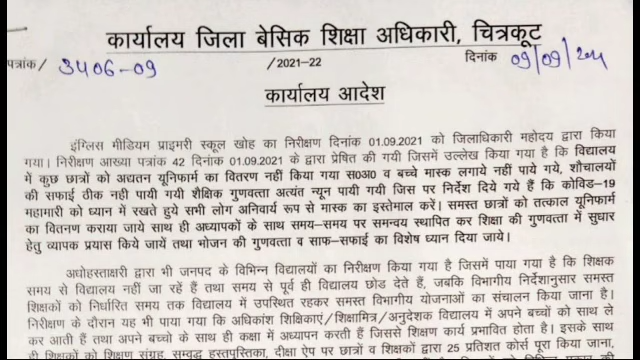 कार्यालय जिला बेसिक शिक्षा अधिकारी, चित्रकूट
पत्रांक/ 3406-09 /2021-22 दिनांक 09/09/2021
कार्यालय आदेश
इंग्लिस मीडियम प्राइमरी स्कूल खोह का निरीक्षण दिनांक 01.09.2021 को जिलाधिकारी महोदय द्वारा किया
गया। निरीक्षण आख्या पत्रांक 42 दिनांक 01.09.2021 के द्वारा प्रेषित की गयी जिसमें उल्लेख किया गया है कि विद्यालय
में कुछ छात्रों को अद्यतन यूनिफार्म का वितरण नहीं किया गया स०अ० व बच्चे मास्क लगाये नहीं पाये गये, शौचालयों
की सफाई ठीक नही पायी गयी शैक्षिक गुणवत्ता अत्यंत न्यून पायी गयी जिस पर निर्देश दिये गये हैं कि कोविड-19
महामारी को ध्यान में रखते हुये सभी लोग अनिवार्य रूप से मास्क का इस्तेमाल करें। समस्त छात्रों को तत्काल यूनिफार्म
का वितनण कराया जाये साथ ही अध्यापकों के साथ समय-समय पर समन्वय स्थापित कर शिक्षा की गुणवत्ता में सुधार
हेतु व्यापक प्रयास किये जायें तथा भोजन की गुणवत्ता व साफ-सफाई का विशेष ध्यान दिया जाये।
अधोहस्ताक्षरी द्वारा भी जनपद के विभिन्न विद्यालयों का निरीक्षण किया गया है जिसमें पाया गया है कि शिक्षक
समय से विद्यालय नहीं जा रहें हैं तथा समय से पूर्व ही विद्यालय छोड देते हैं, जबकि विभागीय निर्देशानुसार समस्त
शिक्षकों को निर्धारित समय तक विद्यालय में उपस्थित रहकर समस्त विभागीय योजनाओं का संचालन किया जाना है।
निरीक्षण के दौरान यह भी पाया गया कि अधिकांश शिक्षिकाएं/शिक्षामित्र/अनुदेशक विद्यालय में अपने बच्चों को साथ ले
कर आती हैं तथा अपने बच्चो के साथ ही कक्षा में अध्यापन करती हैं जिससे शिक्षण कार्य प्रभावित होता है। इसके साथ
ही शिक्षकों को शिक्षण संग्रह, सम्वृद्ध हस्तपुस्तिका, दीक्षा ऐप पर छात्रों व शिक्षकों द्वारा 25 प्रतिशत कोर्स पूरा किया जाना,